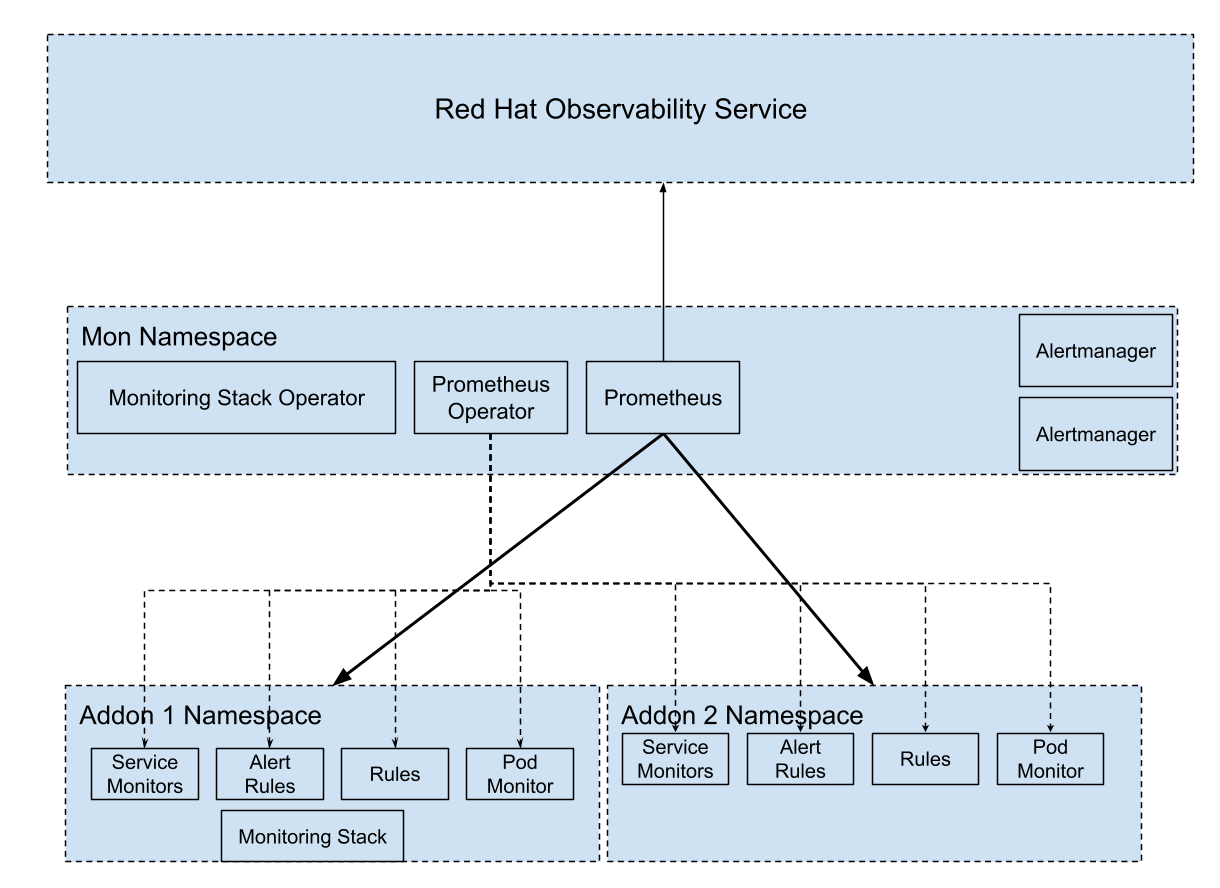 Red Hat Observability Service
Mon Namespace
Monitoring Stack Operator
Prometheus
Operator
Prometheus
Alertmanager
Alertmanager
Addon 1 Namespace
Service
Monitors
Alert
Rules
Rules
Pod
Monitor
Monitoring Stack
Addon 2 Namespace
Service
Monitors
Alert
Rules
Rules
Pod
Monitor